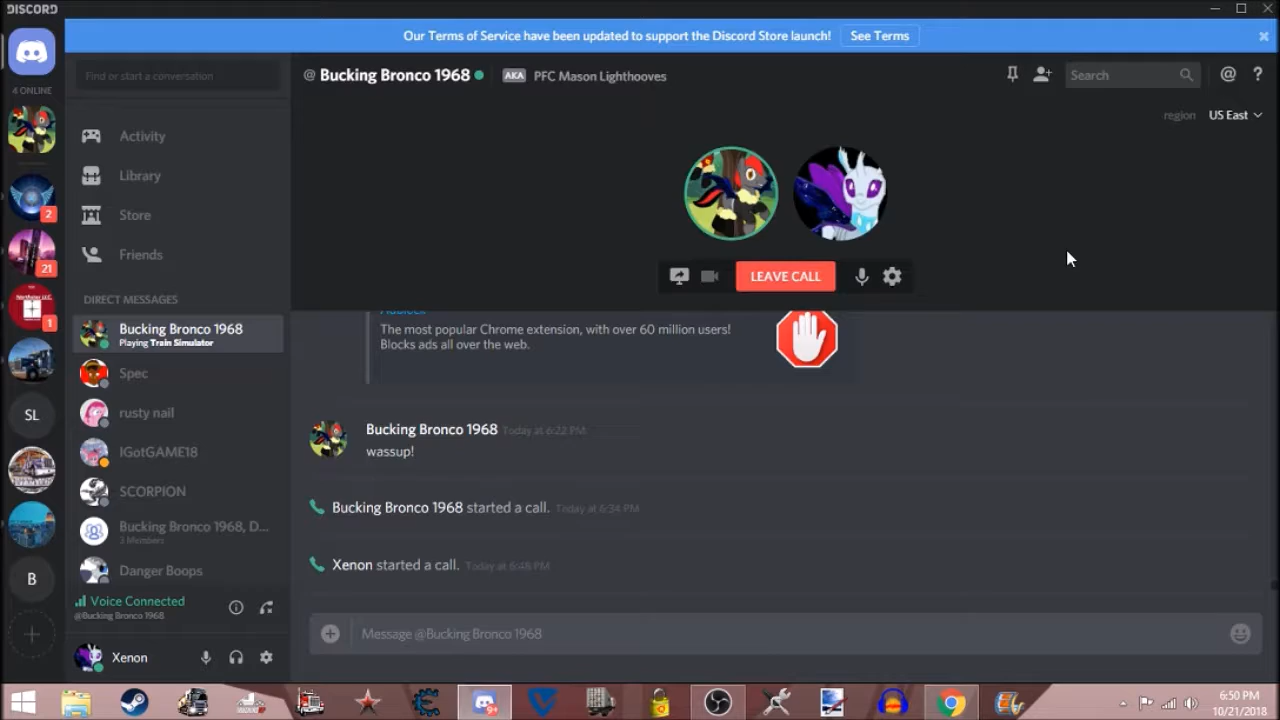 DISCORD
Our Terms of Service have been updated to support the Discord Store launch! See Terms
4 ONLINE
2
21
1
SL
B
Find or start a conversation
Activity
Library
Store
Friends
DIRECT MESSAGES
Bucking Bronco 1968
Playing Train Simulator
Spec
rusty nail
IGotGAME18
SCORPION
Bucking Bronco 1968, D...
3 Members
Danger Boops
Voice Connected
@Bucking Bronco 1968
Xenon
@ Bucking Bronco 1968 AKA PFC Mason Lighthooves
Search
region US East
LEAVE CALL
The most popular Chrome extension, with over 60 million users!
Blocks ads all over the web.
Bucking Bronco 1968 Today at 6:22 PM
wassup!
Bucking Bronco 1968 started a call. Today at 6:34 PM
Xenon started a call. Today at 6:48 PM
Message @Bucking Bronco 1968
6:50 PM
10/21/2018